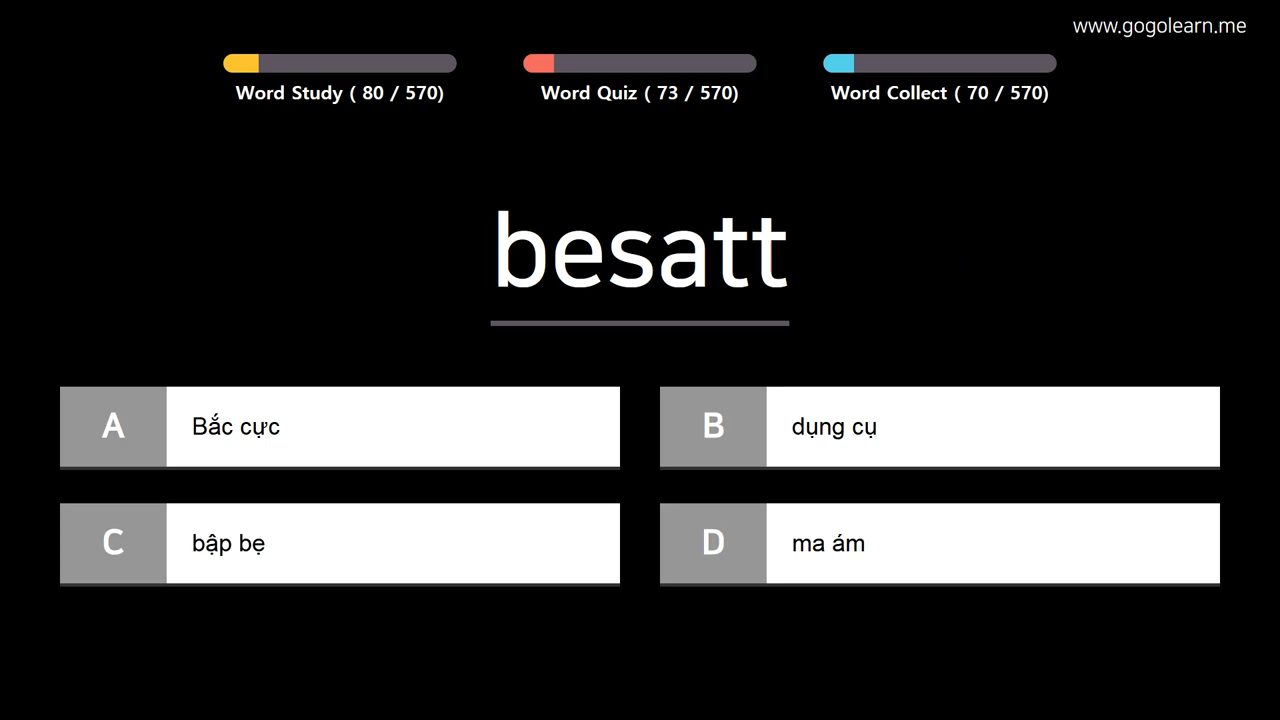 www.gogolearn.me
Word Study ( 80 / 570)
Word Quiz ( 73 / 570)
Word Collect ( 70 / 570)
besatt
A Bắc cực
B dụng cụ
C bập bẹ
D ma ám